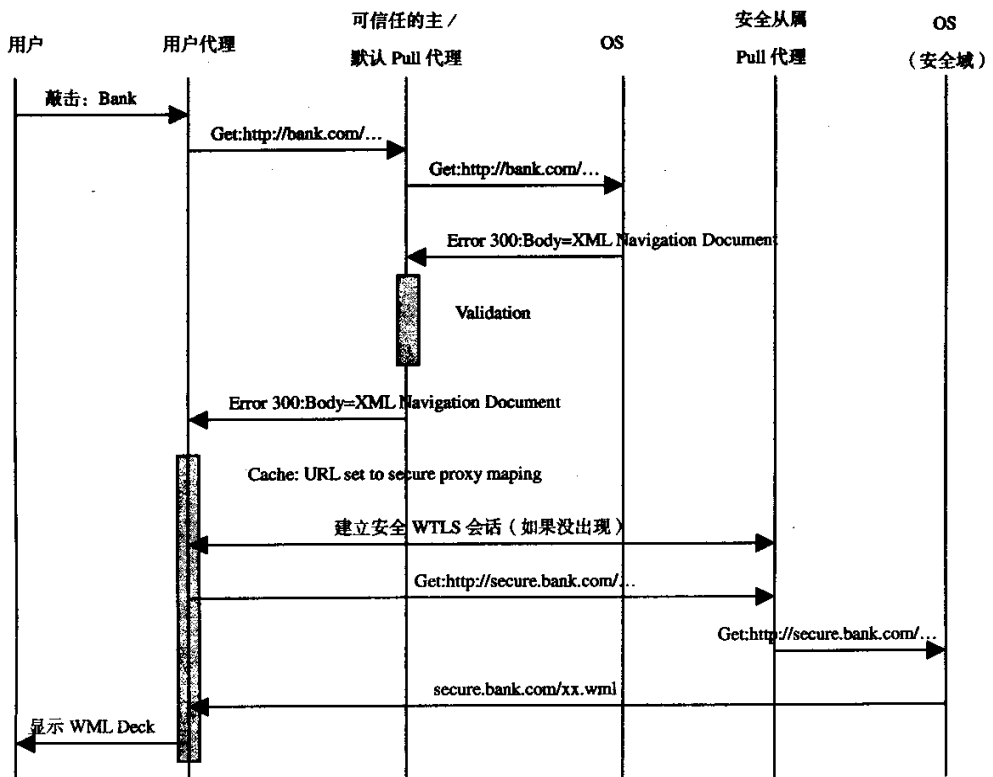 可信任的主/
安全从属
OS
用户
用户代理
默认 Pull 代理
OS
Pull 代理
（安全域）
敲击：Bank
Get:http://bank.com/…
Get:http://bank.com/…
Error 300:Body=XML Navigation Document
Validation
Error 300:Body=XML Navigation Document
Cache: URL set to secure proxy maping
建立安全 WTLS 会话（如果没出现）
Get:http://secure.bank.com/…
Get:http://secure.bank.com/…
secure.bank.com/xx.wml
显示 WML Deck